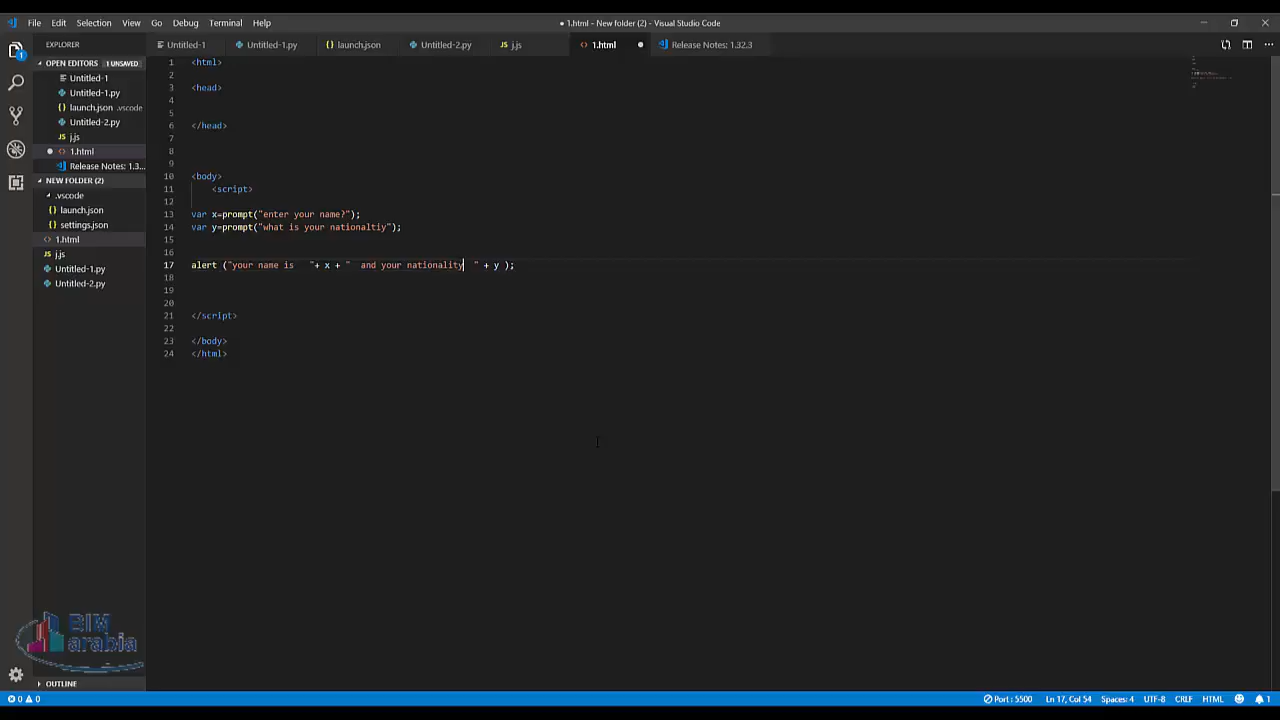 File Edit Selection View Go Debug Terminal Help
● 1.html - New folder (2) - Visual Studio Code
EXPLORER
Untitled-1 Untitled-1.py launch.json Untitled-2.py j.js 1.html Release Notes: 1.32.3
OPEN EDITORS 1 UNSAVED
Untitled-1
Untitled-1.py
launch.json .vscode
Untitled-2.py
j.js
1.html
Release Notes: 1.3...
NEW FOLDER (2)
.vscode
launch.json
settings.json
1.html
j.js
Untitled-1.py
Untitled-2.py
OUTLINE
1
1 <html>
2
3 <head>
4
5
6 </head>
7
8
9
10 <body>
11 <script>
12
13 var x=prompt("enter your name?");
14 var y=prompt("what is your nationaltiy");
15
16
17 alert ("your name is   "+ x + "  and your nationality  " + y );
18
19
20
21 </script>
22
23 </body>
24 </html>
BIM
arabia
0 0
Port : 5500 Ln 17, Col 54 Spaces: 4 UTF-8 CRLF HTML 1